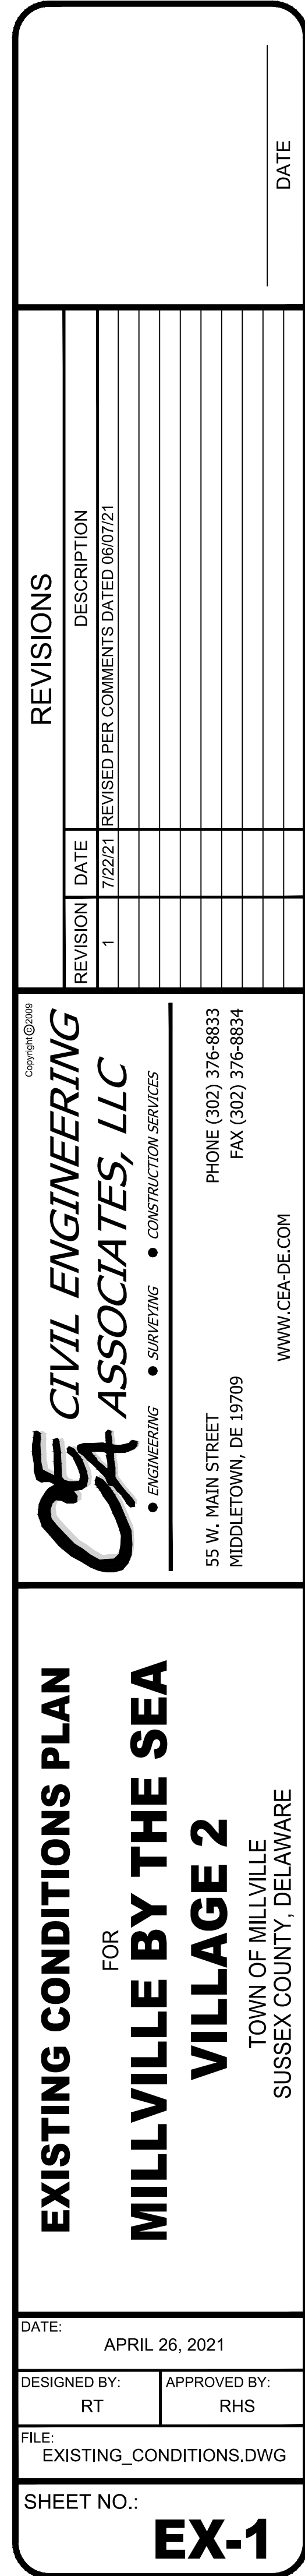 DATE
REVISIONS
REVISION DATE DESCRIPTION
1 7/22/21 REVISED PER COMMENTS DATED 06/07/21
Copyright©2009
CEA
CIVIL ENGINEERING
ASSOCIATES, LLC
● ENGINEERING ● SURVEYING ● CONSTRUCTION SERVICES
55 W. MAIN STREET
MIDDLETOWN, DE 19709
PHONE (302) 376-8833
FAX (302) 376-8834
WWW.CEA-DE.COM
EXISTING CONDITIONS PLAN
FOR
MILLVILLE BY THE SEA
VILLAGE 2
TOWN OF MILLVILLE
SUSSEX COUNTY, DELAWARE
DATE:
APRIL 26, 2021
DESIGNED BY:
RT
APPROVED BY:
RHS
FILE:
EXISTING_CONDITIONS.DWG
SHEET NO.:
EX-1